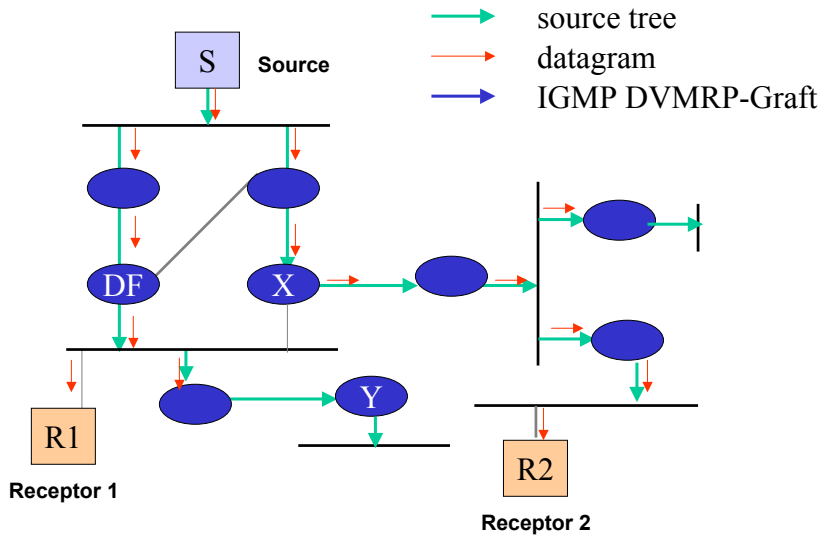 source tree
datagram
IGMP DVMRP-Graft
S
Source
DF
X
Y
R1
Receptor 1
R2
Receptor 2